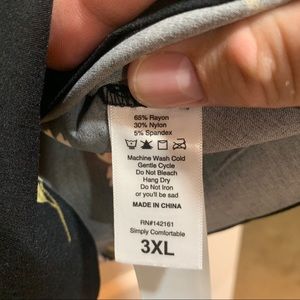 65% Rayon
30% Nylon
5% Spandex
Machine Wash Cold
Gentle Cycle
Do Not Bleach
Hang Dry
Do Not Iron
or you'll be sad
MADE IN CHINA
RN#142161
Simply Comfortable
3XL